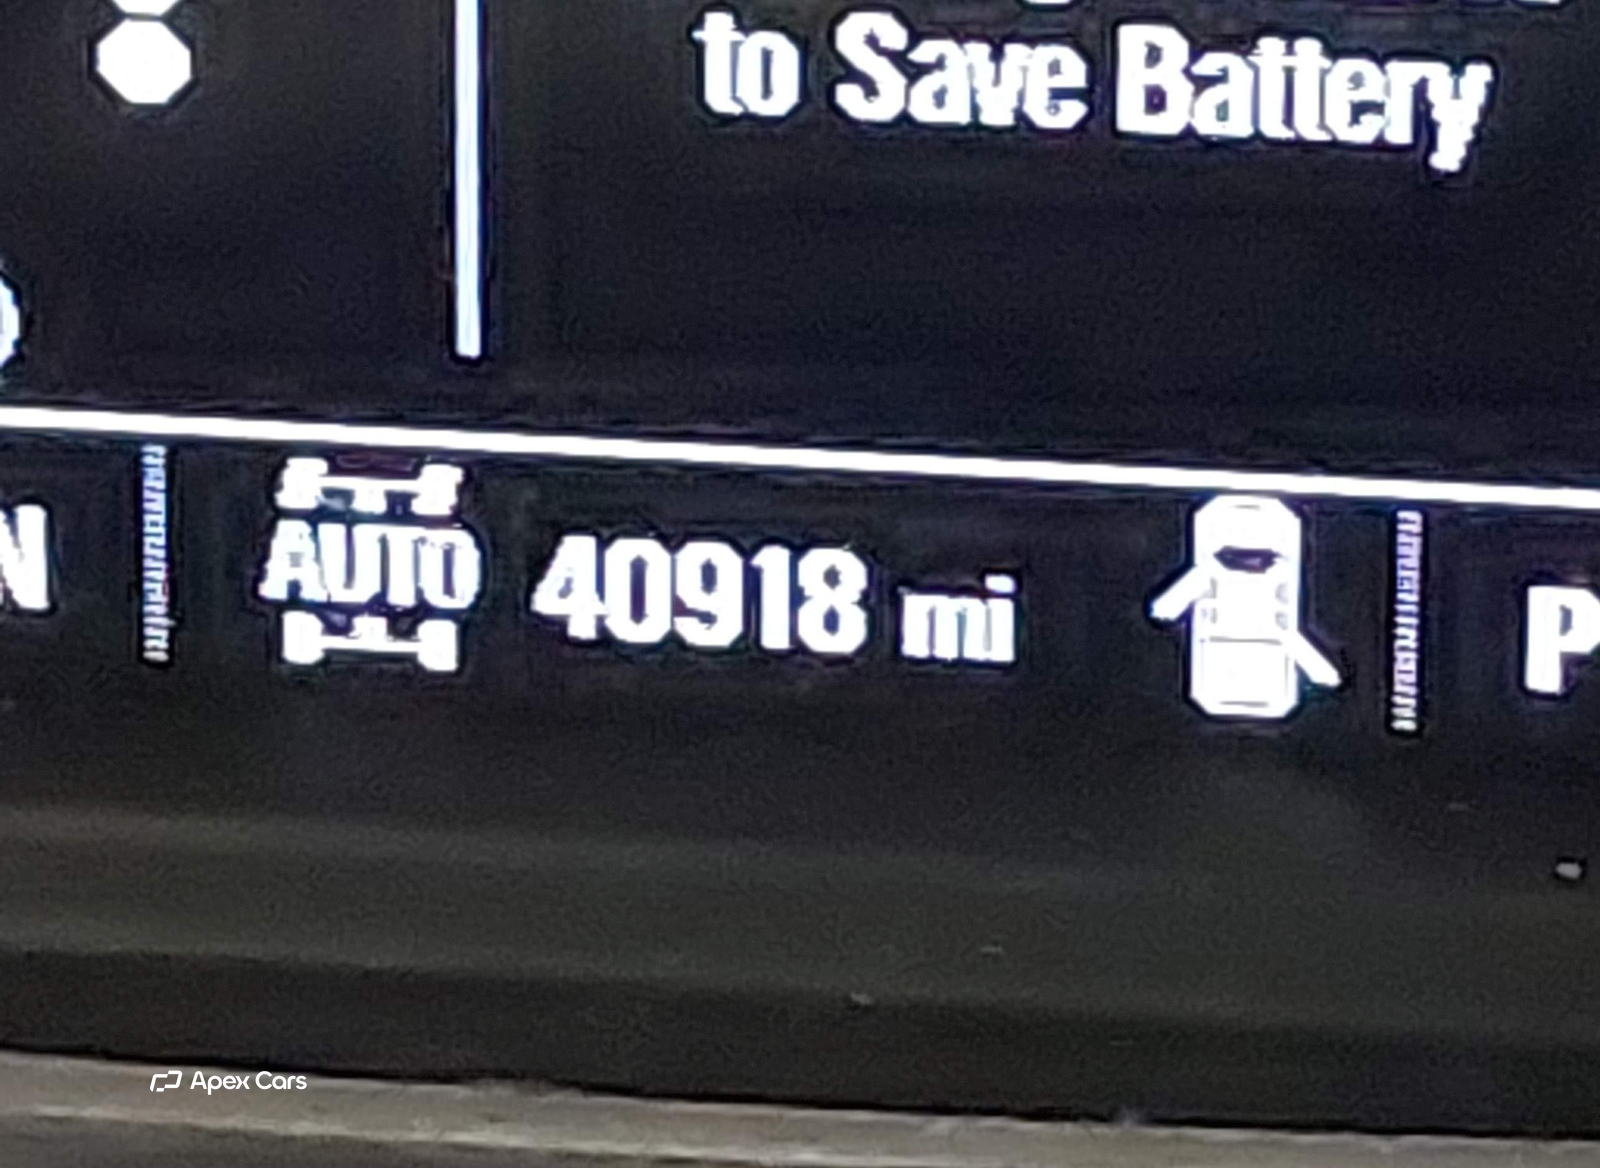 to Save Battery
N
AUTO
40918 mi
P
Apex Cars